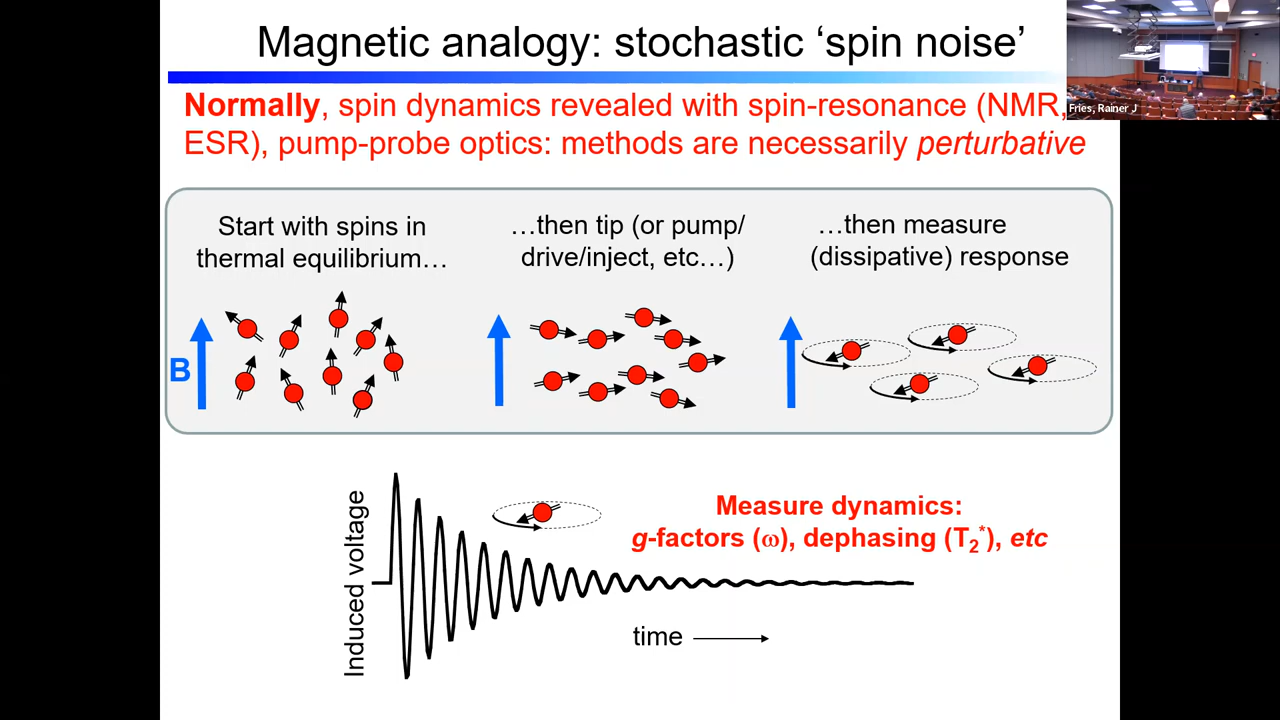 Magnetic analogy: stochastic ‘spin noise’
Fries, Rainer J
Normally, spin dynamics revealed with spin-resonance (NMR,
ESR), pump-probe optics: methods are necessarily perturbative
Start with spins in
thermal equilibrium…
…then tip (or pump/
drive/inject, etc…)
…then measure
(dissipative) response
B
Induced voltage
Measure dynamics:
g-factors (ω), dephasing (T₂*), etc
time